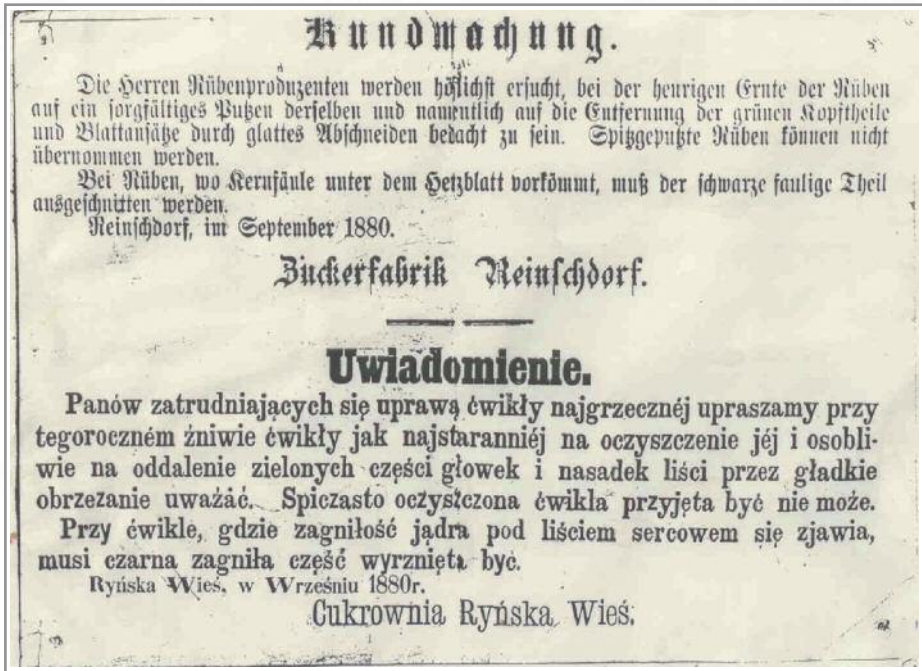 Kundmachung.
Die Herren Rübenproduzenten werden höflichst ersucht, bei der heurigen Ernte der Rüben
auf ein sorgfältiges Putzen derselben und namentlich auf die Entfernung der grünen Kopftheile
und Blattansätze durch glattes Abschneiden bedacht zu sein. Spitzgeputzte Rüben können nicht
übernommen werden.
Bei Rüben, wo Kernfäule unter dem Hetzblatt vorkömmt, muß der schwarze faulige Theil
ausgeschnitten werden.
Reinschdorf, im September 1880.
Zuckerfabrik Reinschdorf.
Uwiadomienie.
Panów zatrudniających się uprawą ćwikły najgrzecznéj upraszamy przy
tegoroczném żniwie ćwikły jak najstaranniéj na oczyszczenie jéj i osobli-
wie na oddalenie zielonych części głowek i nasadek liści przez gładkie
obrzezanie uważáć. Spiczasto oczyszczona ćwikla przyjęta być nie może.
Przy ćwikle, gdzie zagniłość jądra pod liściem sercowem się zjawia,
musi czarna zagniła część wyrznięta być.
Ryńska Wieś, w Wrześniu 1880r.
Cukrownia Ryńska Wieś.